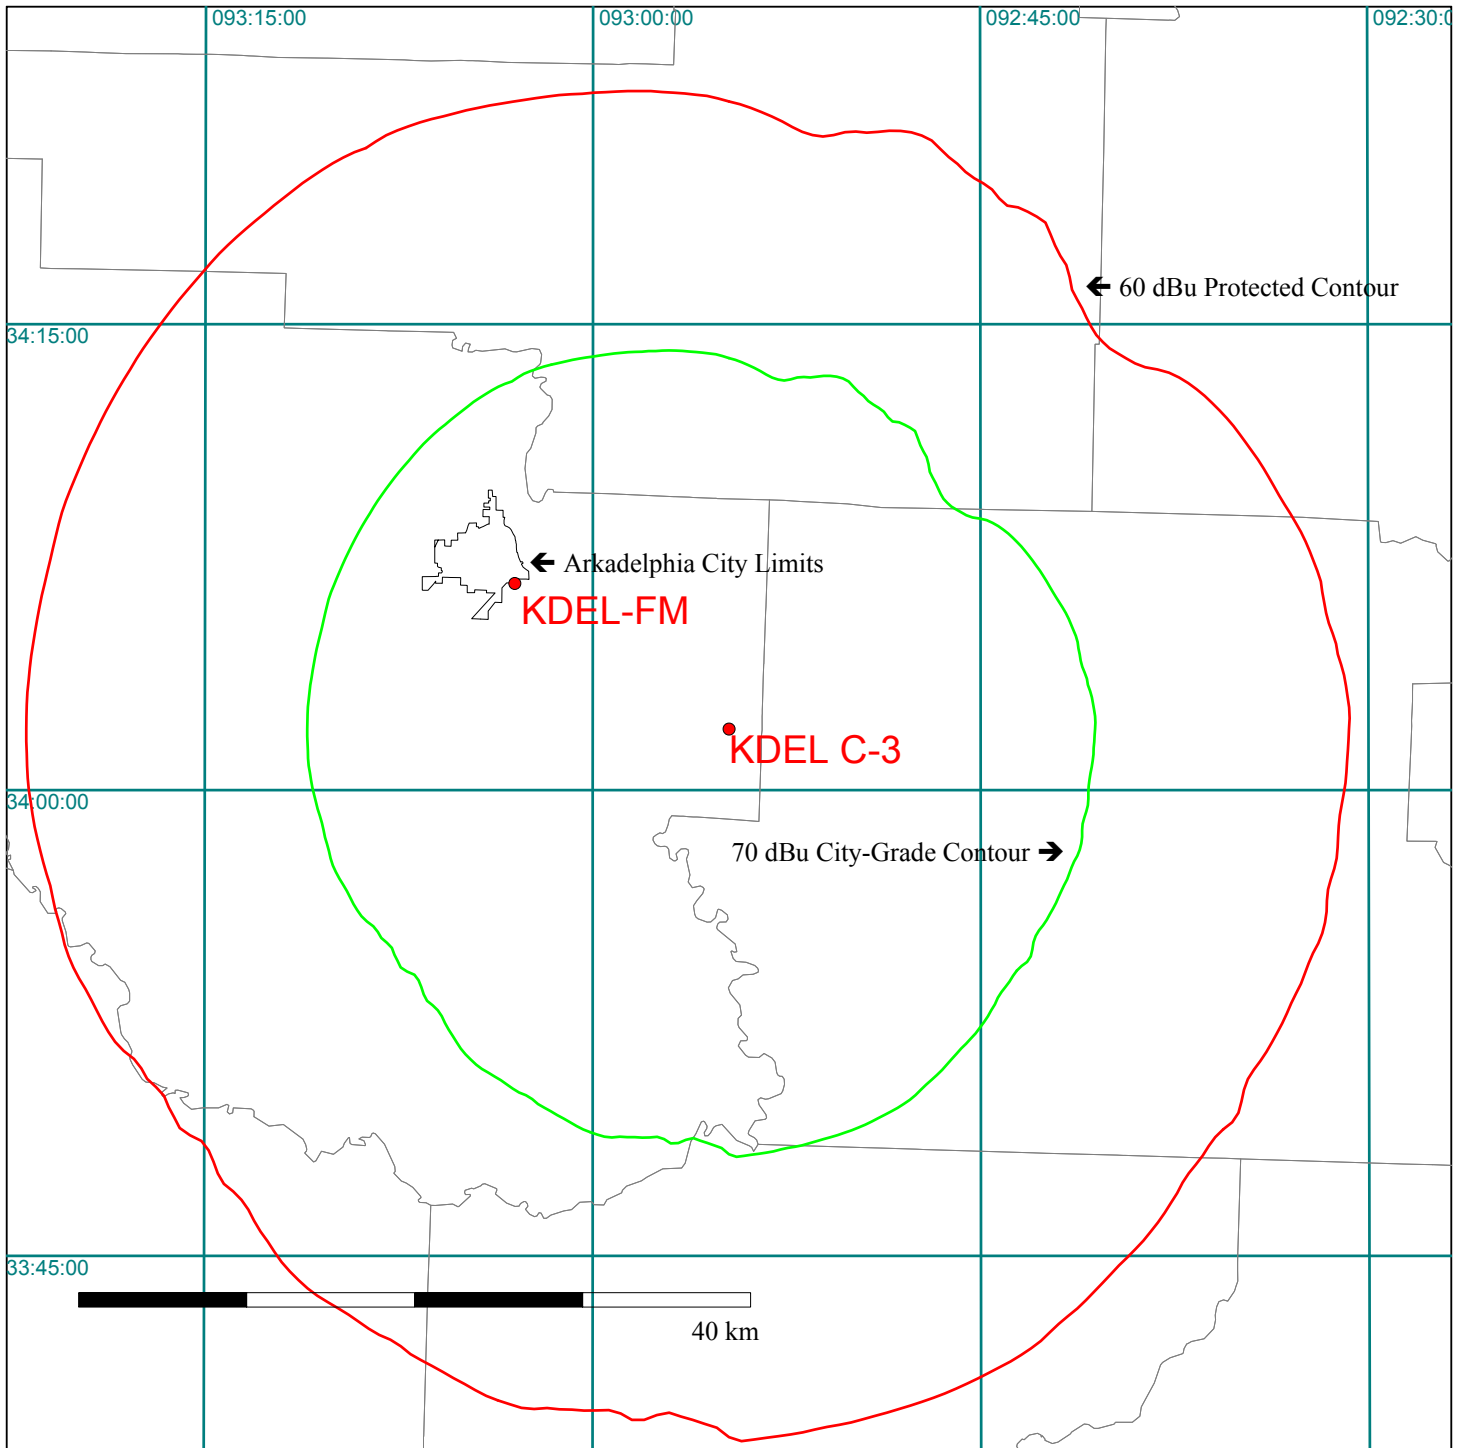 093:15:00
093:00:00
092:45:00
092:30:0
60 dBu Protected Contour
34:15:00
Arkadelphia City Limits
KDEL-FM
KDEL C-3
34:00:00
70 dBu City-Grade Contour
33:45:00
40 km